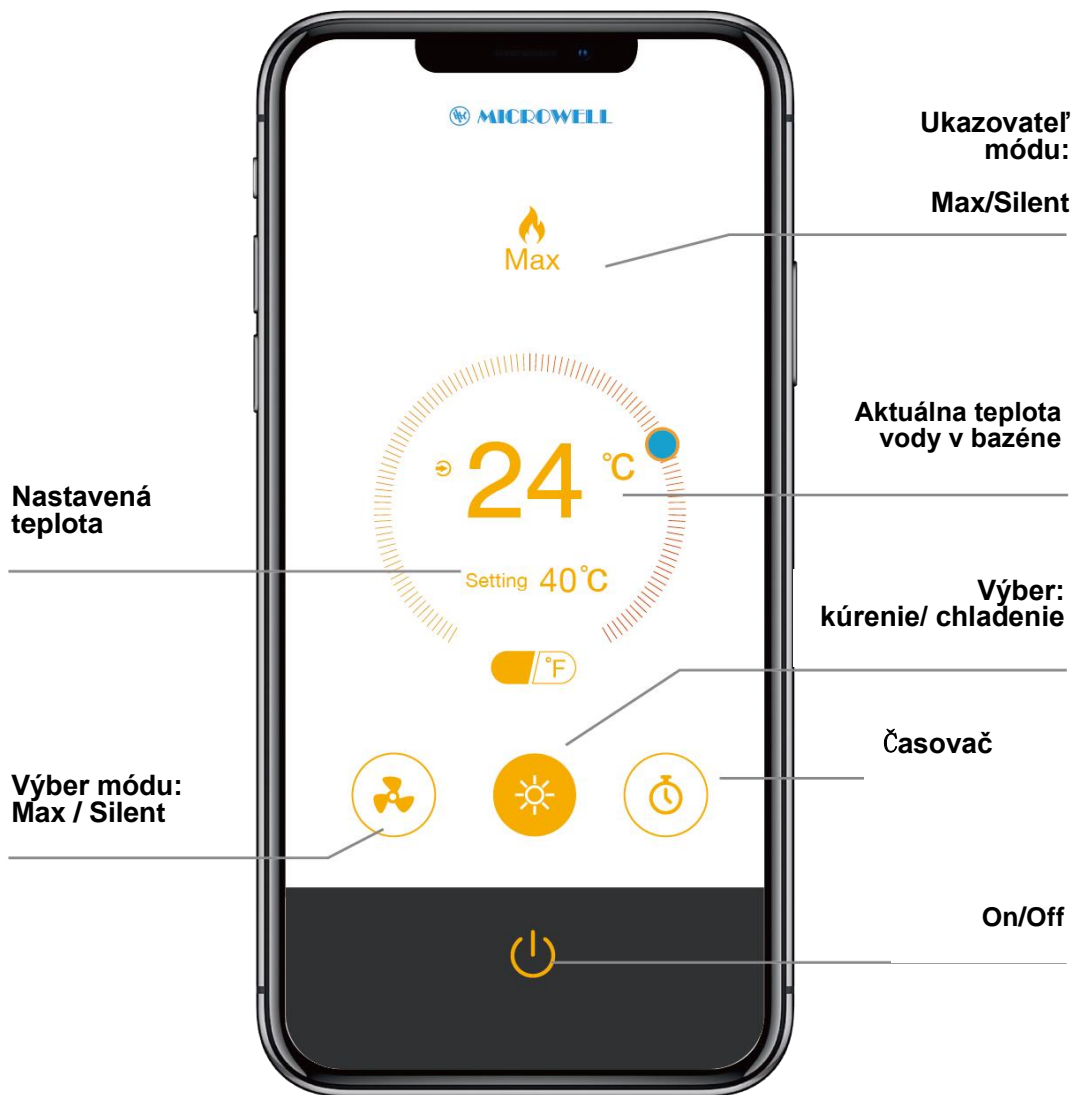 MICROWELL
Ukazovateľ
módu:
Max/Silent
Max
Aktuálna teplota
vody v bazéne
24 °C
Nastavená
teplota
Setting 40°C
Výber:
kúrenie/ chladenie
°F
Časovač
Výber módu:
Max / Silent
On/Off